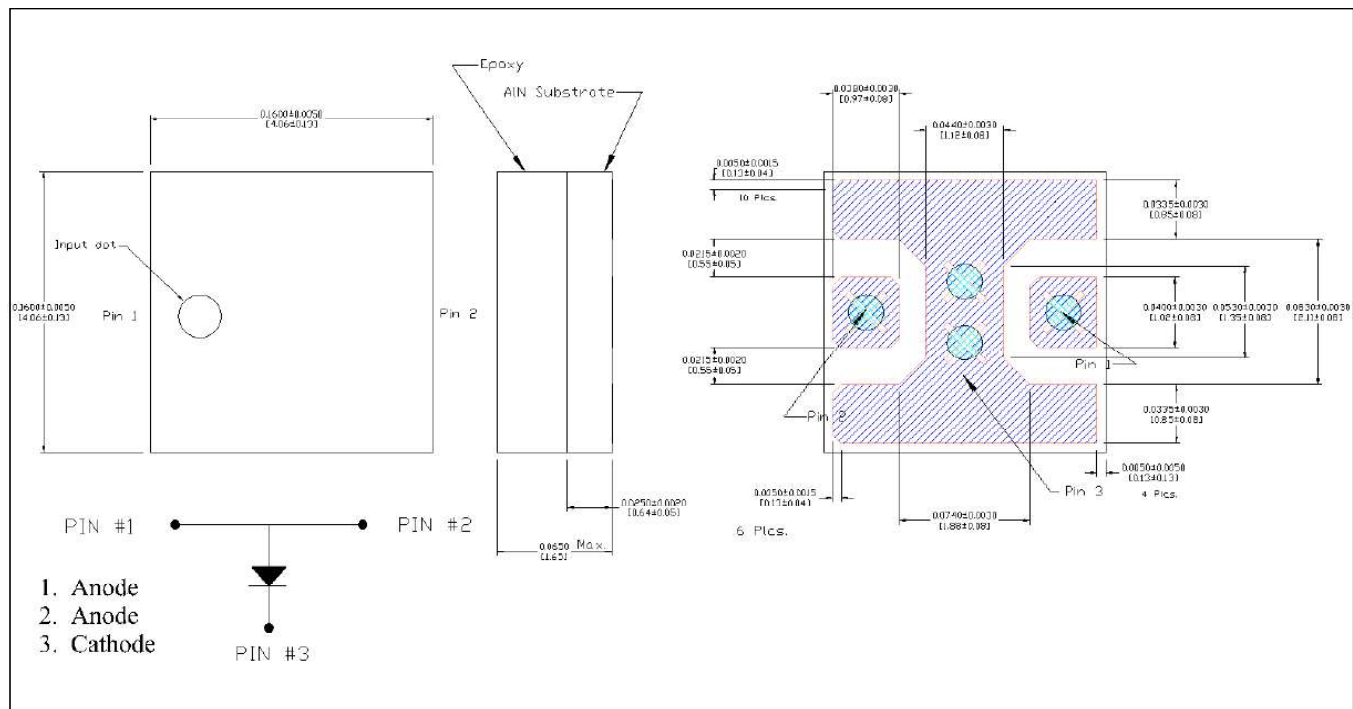 Epoxy
AlN Substrate
0.1600±0.0050
[4.06±0.13]
Input dot
0.1600±0.0050
[4.06±0.13]
Pin 1
Pin 2
0.0250±0.0020
[0.64±0.05]
0.0650 Max.
[1.65]
0.0380±0.0030
[0.97±0.08]
0.0440±0.0030
[1.12±0.08]
0.0050±0.0015
[0.13±0.04]
10 Plcs.
0.0335±0.0030
[0.85±0.08]
0.0215±0.0020
[0.55±0.05]
0.0400±0.0030
[1.02±0.08]
0.0530±0.0030
[1.35±0.08]
0.0830±0.0030
[2.11±0.08]
0.0215±0.0020
[0.55±0.05]
Pin 1
Pin 2
0.0335±0.0030
[0.85±0.08]
0.0050±0.0050
[0.13±0.13]
4 Plcs.
Pin 3
0.0050±0.0015
[0.13±0.04]
6 Plcs.
0.0740±0.0030
[1.88±0.08]
PIN #1
PIN #2
1. Anode
2. Anode
3. Cathode
PIN #3